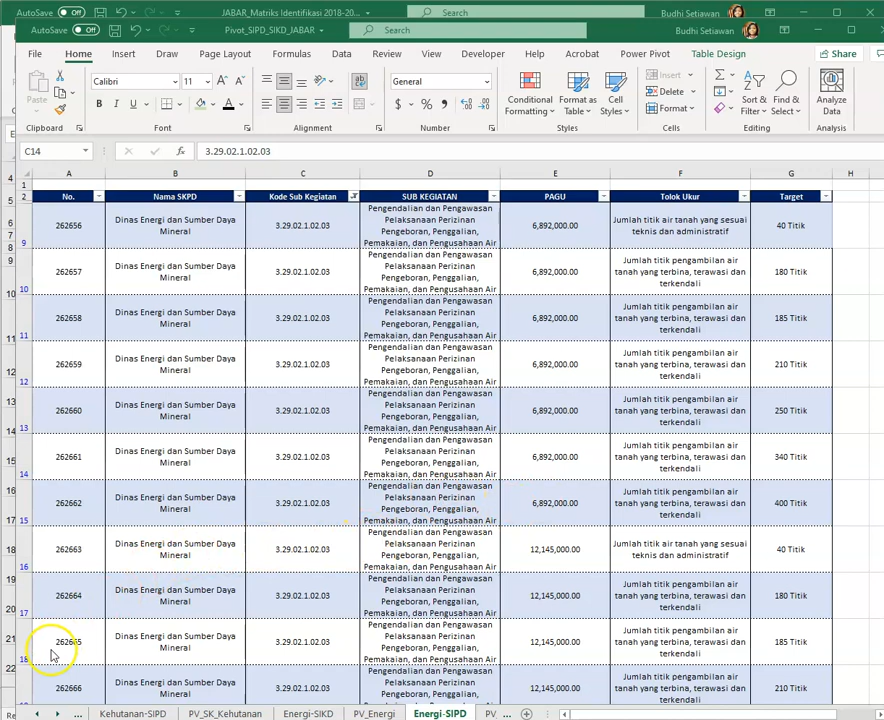 AutoSave Off JABAR_Matriks Identifikasi 2018-20... Search Budhi Setiawan
AutoSave Off Pivot_SIPD_SIKD_JABAR Search Budhi Setiawan
File Home Insert Draw Page Layout Formulas Data Review View Developer Help Acrobat Power Pivot Table Design Share
Paste Calibri 11 General Conditional Formatting Format as Table Cell Styles Insert Delete Format Sort & Filter Find & Select Analyze Data
Clipboard Font Alignment Number Styles Cells Editing Analysis
C14 3.29.02.1.02.03
A B C D E F G H
No. Nama SKPD Kode Sub Kegiatan SUB KEGIATAN PAGU Tolok Ukur Target
262656 Dinas Energi dan Sumber Daya Mineral 3.29.02.1.02.03 Pengendalian dan Pengawasan Pelaksanaan Perizinan Pengeboran, Penggalian, Pemakaian, dan Pengusahaan Air 6,892,000.00 Jumlah titik air tanah yang sesuai teknis dan administratif 40 Titik
262657 Dinas Energi dan Sumber Daya Mineral 3.29.02.1.02.03 Pengendalian dan Pengawasan Pelaksanaan Perizinan Pengeboran, Penggalian, Pemakaian, dan Pengusahaan Air 6,892,000.00 Jumlah titik pengambilan air tanah yang terbina, terawasi dan terkendali 180 Titik
262658 Dinas Energi dan Sumber Daya Mineral 3.29.02.1.02.03 Pengendalian dan Pengawasan Pelaksanaan Perizinan Pengeboran, Penggalian, Pemakaian, dan Pengusahaan Air 6,892,000.00 Jumlah titik pengambilan air tanah yang terbina, terawasi dan terkendali 185 Titik
262659 Dinas Energi dan Sumber Daya Mineral 3.29.02.1.02.03 Pengendalian dan Pengawasan Pelaksanaan Perizinan Pengeboran, Penggalian, Pemakaian, dan Pengusahaan Air 6,892,000.00 Jumlah titik pengambilan air tanah yang terbina, terawasi dan terkendali 210 Titik
262660 Dinas Energi dan Sumber Daya Mineral 3.29.02.1.02.03 Pengendalian dan Pengawasan Pelaksanaan Perizinan Pengeboran, Penggalian, Pemakaian, dan Pengusahaan Air 6,892,000.00 Jumlah titik pengambilan air tanah yang terbina, terawasi dan terkendali 250 Titik
262661 Dinas Energi dan Sumber Daya Mineral 3.29.02.1.02.03 Pengendalian dan Pengawasan Pelaksanaan Perizinan Pengeboran, Penggalian, Pemakaian, dan Pengusahaan Air 6,892,000.00 Jumlah titik pengambilan air tanah yang terbina, terawasi dan terkendali 340 Titik
262662 Dinas Energi dan Sumber Daya Mineral 3.29.02.1.02.03 Pengendalian dan Pengawasan Pelaksanaan Perizinan Pengeboran, Penggalian, Pemakaian, dan Pengusahaan Air 6,892,000.00 Jumlah titik pengambilan air tanah yang terbina, terawasi dan terkendali 400 Titik
262663 Dinas Energi dan Sumber Daya Mineral 3.29.02.1.02.03 Pengendalian dan Pengawasan Pelaksanaan Perizinan Pengeboran, Penggalian, Pemakaian, dan Pengusahaan Air 12,145,000.00 Jumlah titik air tanah yang sesuai teknis dan administratif 40 Titik
262664 Dinas Energi dan Sumber Daya Mineral 3.29.02.1.02.03 Pengendalian dan Pengawasan Pelaksanaan Perizinan Pengeboran, Penggalian, Pemakaian, dan Pengusahaan Air 12,145,000.00 Jumlah titik pengambilan air tanah yang terbina, terawasi dan terkendali 180 Titik
262665 Dinas Energi dan Sumber Daya Mineral 3.29.02.1.02.03 Pengendalian dan Pengawasan Pelaksanaan Perizinan Pengeboran, Penggalian, Pemakaian, dan Pengusahaan Air 12,145,000.00 Jumlah titik pengambilan air tanah yang terbina, terawasi dan terkendali 185 Titik
262666 Dinas Energi dan Sumber Daya Mineral 3.29.02.1.02.03 Pengendalian dan Pengawasan Pelaksanaan Perizinan Pengeboran, Penggalian, 12,145,000.00 Jumlah titik pengambilan air tanah yang terbina, terawasi dan terkendali 210 Titik
... Kehutanan-SIPD PV_SK_Kehutanan Energi-SIKD PV_Energi Energi-SIPD PV_ ...